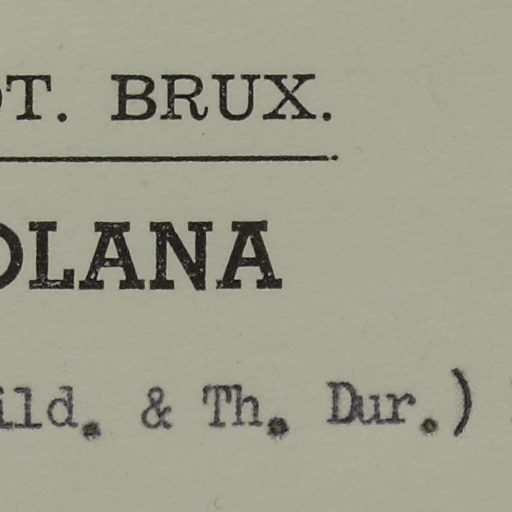 OT. BRUX.
OLANA
ild. & Th. Dur.)